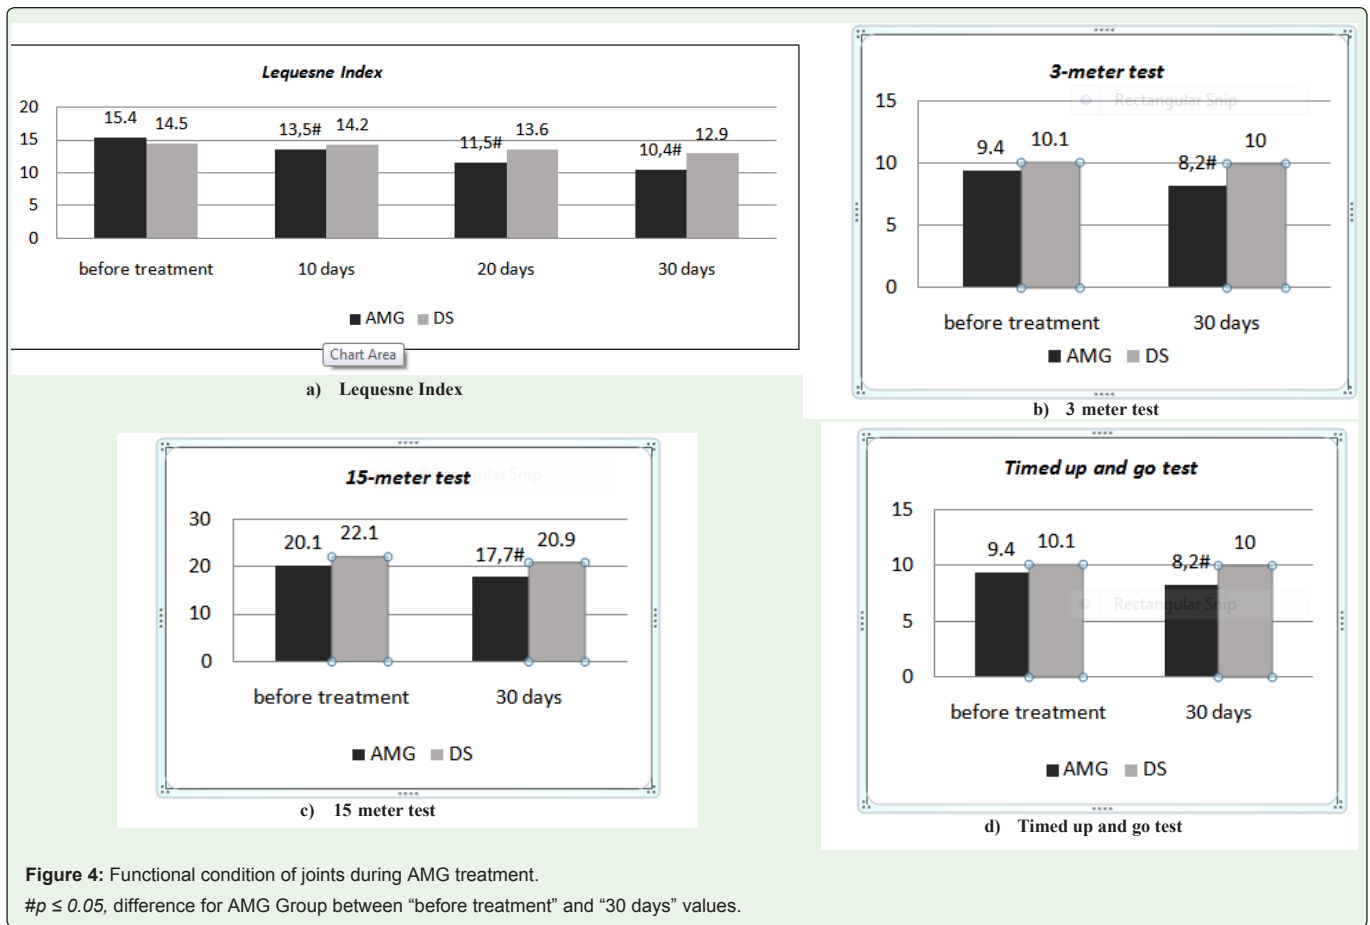 Lequesne Index
20
15
10
5
0
15.4
14.5
13,5#
14.2
11,5#
13.6
10,4#
12.9
before treatment
10 days
20 days
30 days
AMG DS
Chart Area
a) Lequesne Index
3-meter test
Rectangular Snip
15
10
5
0
9.4
10.1
8,2#
10
before treatment
30 days
AMG DS
b) 3 meter test
15-meter test
gular Snip
30
20
10
0
20.1
22.1
17,7#
20.9
before treatment
30 days
AMG DS
c) 15 meter test
Timed up and go test
15
10
5
0
9.4
10.1
8,2#
10
Rectangular Snip
before treatment
30 days
AMG DS
d) Timed up and go test
Figure 4: Functional condition of joints during AMG treatment.
#p ≤ 0.05, difference for AMG Group between “before treatment” and “30 days” values.